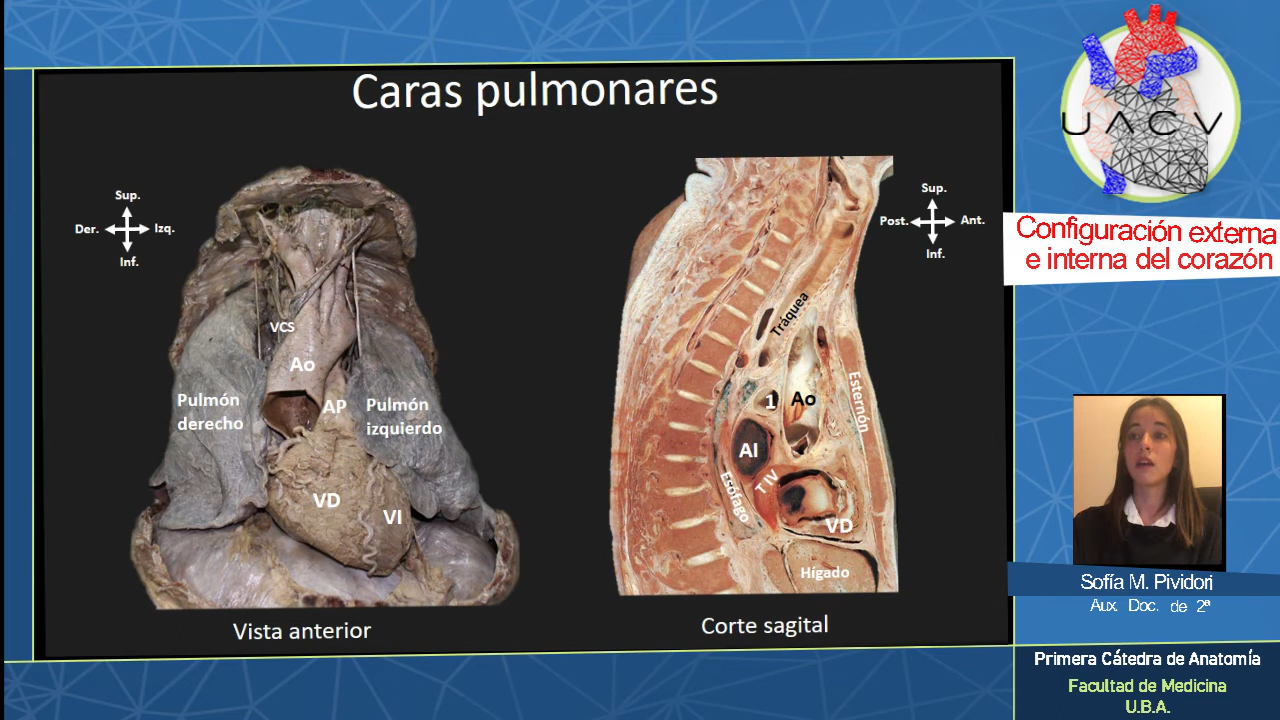 Caras pulmonares
Sup.
Der.
Izq.
Inf.
VCS
Ao
AP
Pulmón
derecho
Pulmón
izquierdo
VD
VI
Vista anterior
Sup.
Post.
Ant.
Inf.
Tráquea
1
Ao
Esternón
AI
T IV
Esófago
VD
Hígado
Corte sagital
UACV
Configuración externa
e interna del corazón
Sofía M. Pividori
Aux. Doc. de 2ª
Primera Cátedra de Anatomía
Facultad de Medicina
U.B.A.